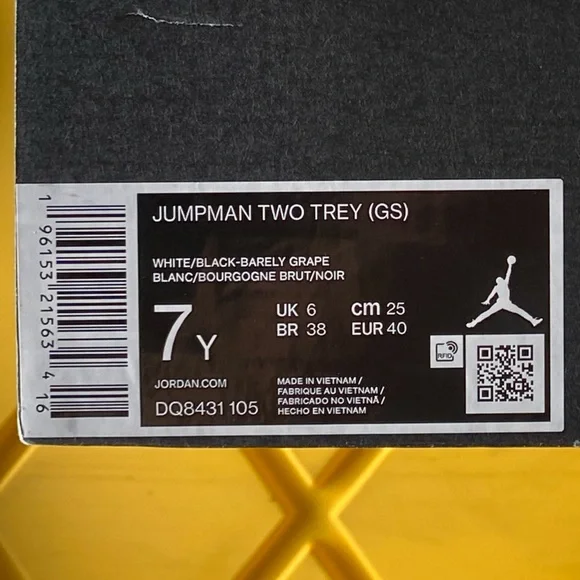 JUMPMAN TWO TREY (GS)
WHITE/BLACK-BARELY GRAPE
BLANC/BOURGOGNE BRUT/NOIR
7Y
UK 6 cm 25
BR 38 EUR 40
RFID
JORDAN.COM
DQ8431 105
MADE IN VIETNAM /
FABRIQUE AU VIETNAM /
FABRICADO NO VIETNÃ /
HECHO EN VIETNAM
1 96153 21563 4 16